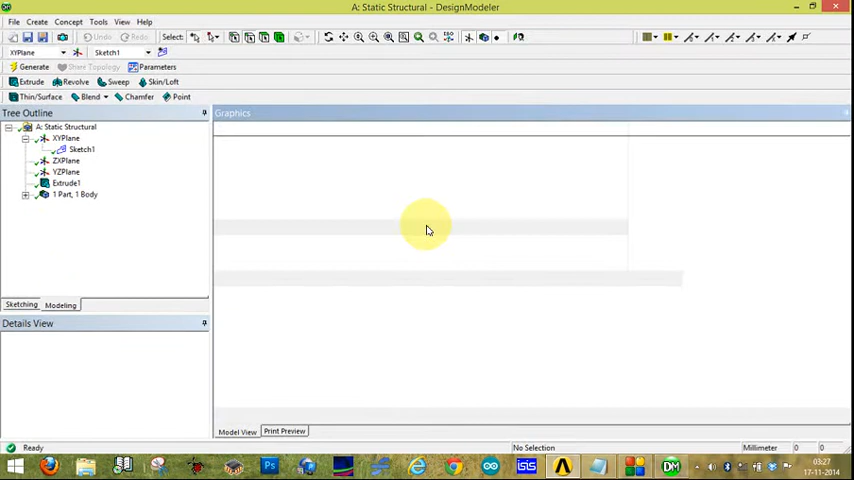 A: Static Structural - DesignModeler
File Create Concept Tools View Help
Undo Redo Select:
XYPlane Sketch1
Generate Share Topology Parameters
Extrude Revolve Sweep Skin/Loft
Thin/Surface Blend Chamfer Point
Tree Outline Graphics
A: Static Structural
XYPlane
Sketch1
ZXPlane
YZPlane
Extrude1
1 Part, 1 Body
Sketching Modeling
Details View
Model View Print Preview
Ready No Selection Millimeter 0 0
03:27
17-11-2014